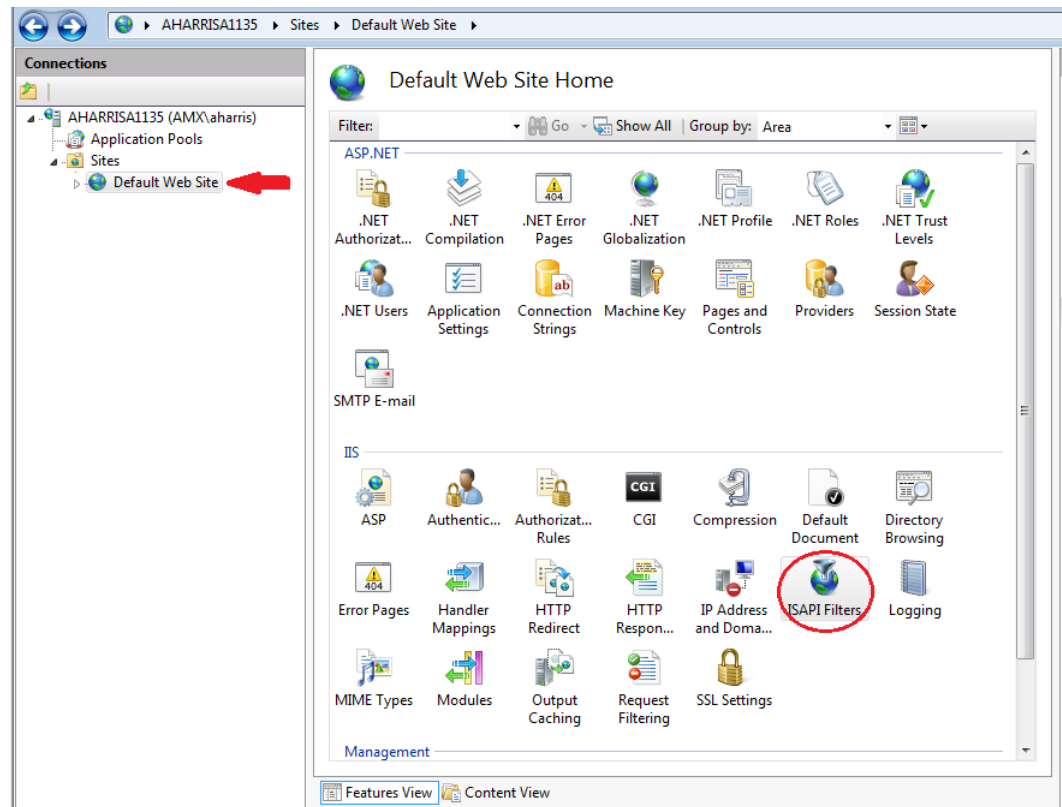 AHARRISA1135 Sites Default Web Site
Connections
AHARRISA1135 (AMX\aharris)
Application Pools
Sites
Default Web Site
Default Web Site Home
Filter: Go Show All Group by: Area
ASP.NET
.NET Authorizat...
.NET Compilation
404
.NET Error Pages
.NET Globalization
.NET Profile
.NET Roles
.NET Trust Levels
.NET Users
Application Settings
ab
Connection Strings
Machine Key
Pages and Controls
Providers
Session State
SMTP E-mail
IIS
ASP
Authentic...
Authorizat... Rules
CGI
CGI
Compression
Default Document
Directory Browsing
404
Error Pages
Handler Mappings
HTTP Redirect
HTTP Respon...
IP Address and Doma...
ISAPI Filters
Logging
MIME Types
Modules
Output Caching
Request Filtering
SSL Settings
Management
Features View Content View